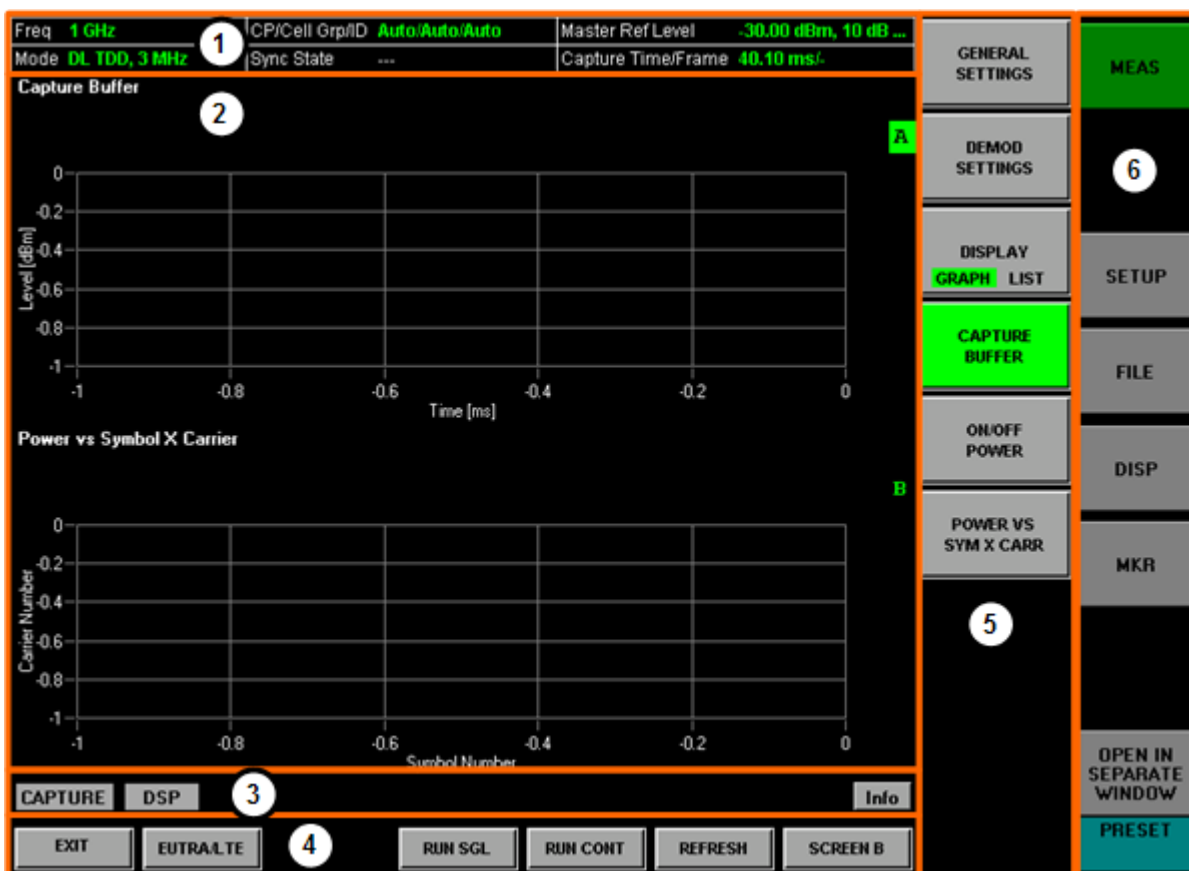 Freq 1 GHz
CP/Cell Grp/ID Auto/Auto/Auto
Master Ref Level -30.00 dBm, 10 dB ...
Mode DL TDD, 3 MHz
Sync State ---
Capture Time/Frame 40.10 ms/-
1
Capture Buffer
2
A
0
-0.2
-0.4
-0.6
-0.8
-1
Level [dBm]
-1 -0.8 -0.6 -0.4 -0.2 0
Time [ms]
Power vs Symbol X Carrier
B
0
-0.2
-0.4
-0.6
-0.8
-1
Carrier Number
-1 -0.8 -0.6 -0.4 -0.2 0
Symbol Number
CAPTURE DSP 3 Info
EXIT EUTRA/LTE 4 RUN SGL RUN CONT REFRESH SCREEN B
GENERAL
SETTINGS
DEMOD
SETTINGS
DISPLAY
GRAPH LIST
CAPTURE
BUFFER
ON/OFF
POWER
POWER VS
SYM X CARR
5
MEAS
6
SETUP
FILE
DISP
MKR
OPEN IN
SEPARATE
WINDOW
PRESET